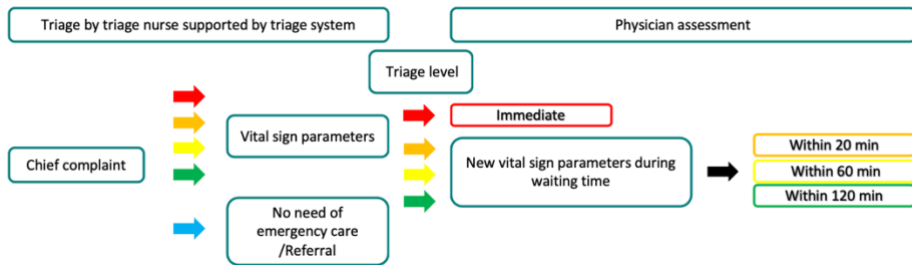 Triage by triage nurse supported by triage system
Physician assessment
Triage level
Chief complaint
Vital sign parameters
No need of
emergency care
/Referral
Immediate
New vital sign parameters during
waiting time
Within 20 min
Within 60 min
Within 120 min